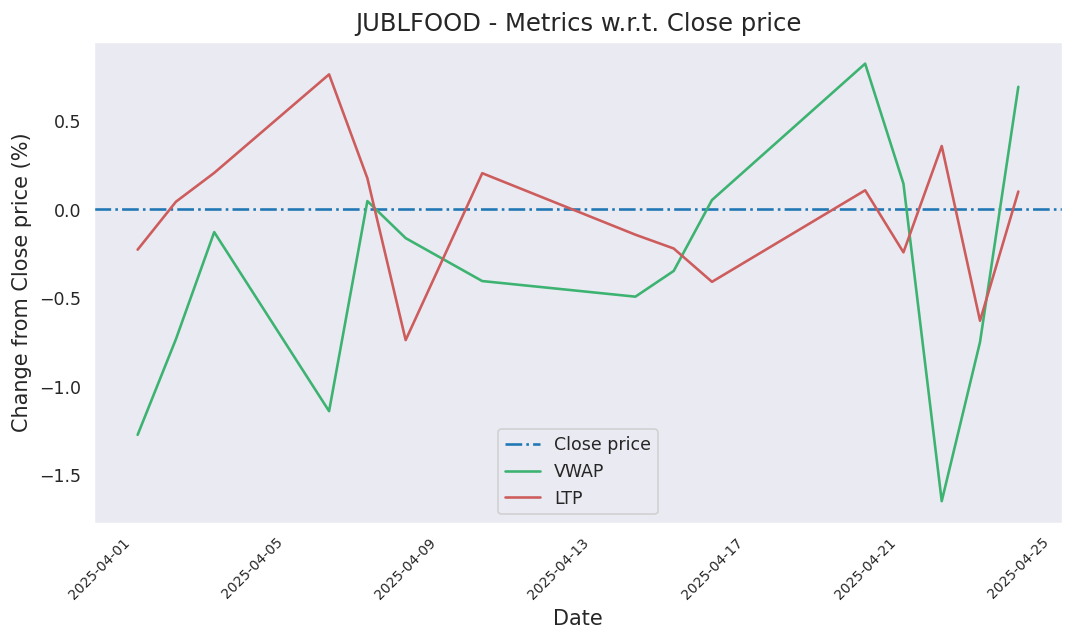 JUBLFOOD - Metrics w.r.t. Close price
Change from Close price (%)
0.5
0.0
−0.5
−1.0
−1.5
Close price
VWAP
LTP
2025-04-01
2025-04-05
2025-04-09
2025-04-13
2025-04-17
2025-04-21
2025-04-25
Date